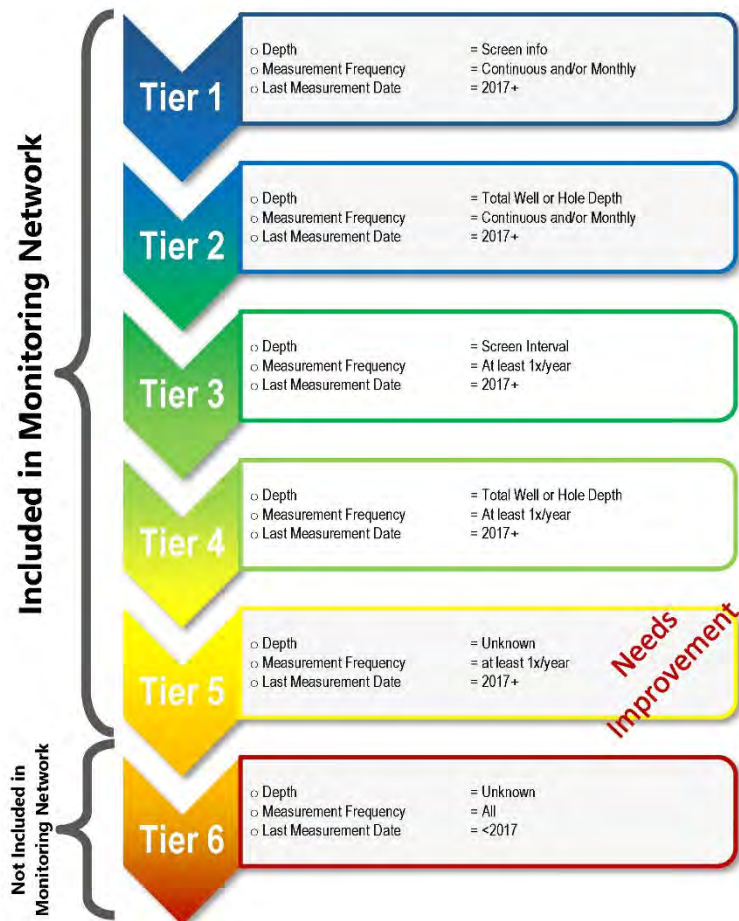 Included in Monitoring Network
Tier 1
o Depth = Screen info
o Measurement Frequency = Continuous and/or Monthly
o Last Measurement Date = 2017+
Tier 2
o Depth = Total Well or Hole Depth
o Measurement Frequency = Continuous and/or Monthly
o Last Measurement Date = 2017+
Tier 3
o Depth = Screen Interval
o Measurement Frequency = At least 1x/year
o Last Measurement Date = 2017+
Tier 4
o Depth = Total Well or Hole Depth
o Measurement Frequency = At least 1x/year
o Last Measurement Date = 2017+
Tier 5
o Depth = Unknown
o Measurement Frequency = at least 1x/year
o Last Measurement Date = 2017+
Needs
Improvement
Not Included in
Monitoring Network
Tier 6
o Depth = Unknown
o Measurement Frequency = All
o Last Measurement Date = <2017